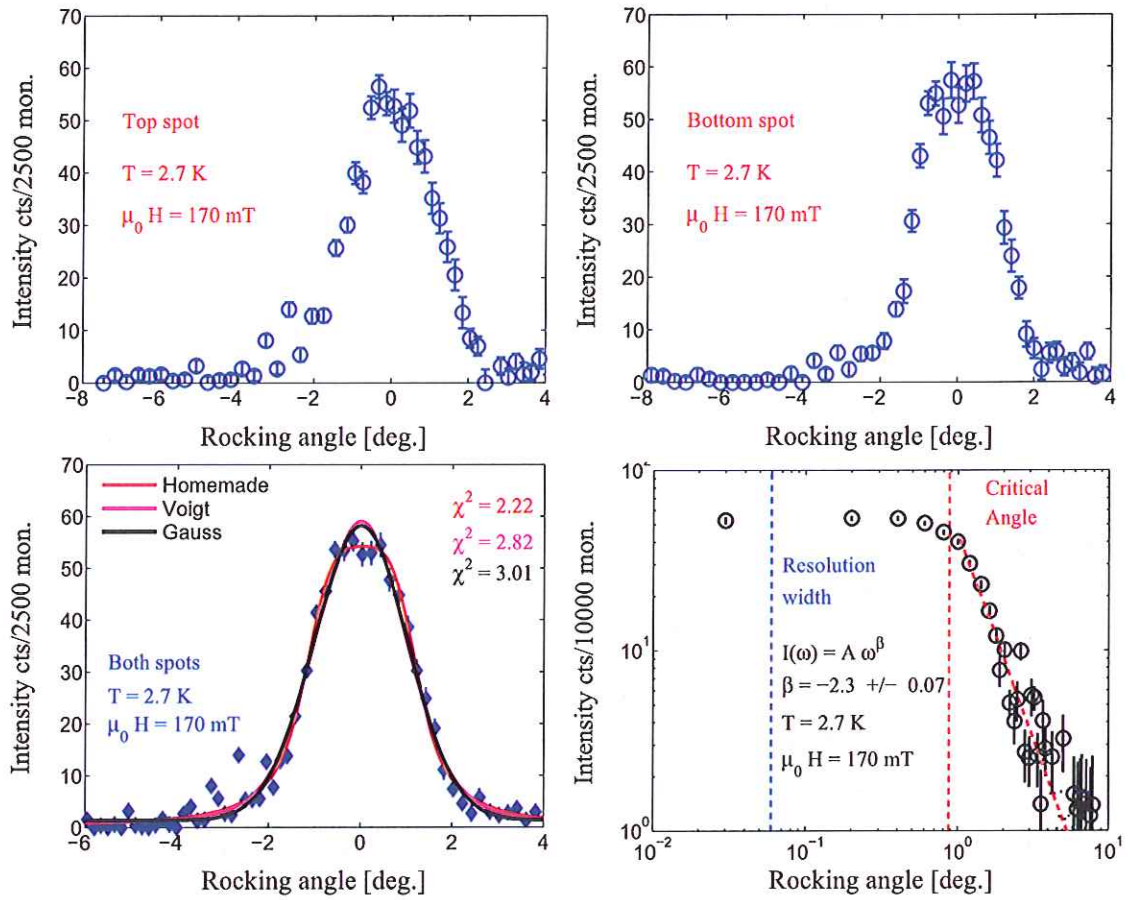 70
60
50
40
30
20
10
0
Intensity cts/2500 mon.
Top spot
T = 2.7 K
μ₀ H = 170 mT
−8 −6 −4 −2 0 2 4
Rocking angle [deg.]
70
60
50
40
30
20
10
0
Intensity cts/2500 mon.
Bottom spot
T = 2.7 K
μ₀ H = 170 mT
−8 −6 −4 −2 0 2 4
Rocking angle [deg.]
70
60
50
40
30
20
10
0
Intensity cts/2500 mon.
Homemade
Voigt
Gauss
χ² = 2.22
χ² = 2.82
χ² = 3.01
Both spots
T = 2.7 K
μ₀ H = 170 mT
−6 −4 −2 0 2 4
Rocking angle [deg.]
10²
10¹
10⁰
Intensity cts/10000 mon.
Critical
Angle
Resolution
width
I(ω) = A ω^β
β = −2.3 +/− 0.07
T = 2.7 K
μ₀ H = 170 mT
10⁻² 10⁻¹ 10⁰ 10¹
Rocking angle [deg.]